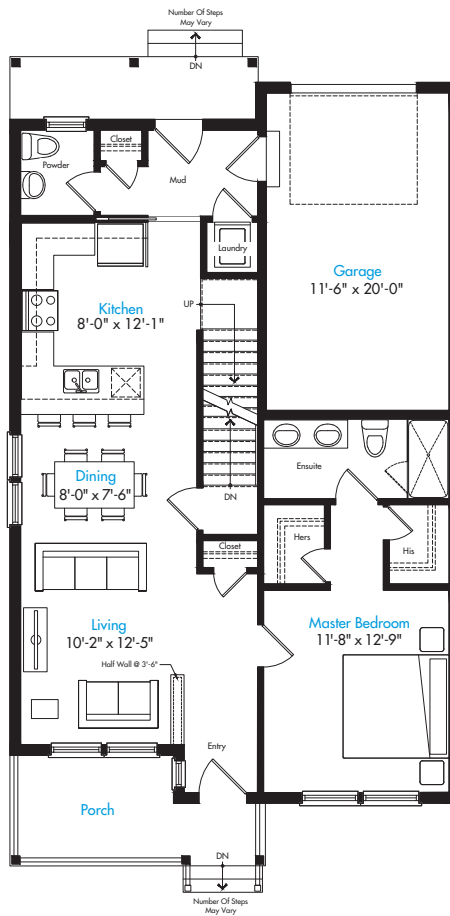 Number Of Steps
May Vary
DN
Closet
Powder
Mud
Laundry
Garage
11'-6" x 20'-0"
Kitchen
8'-0" x 12'-1"
UP
Ensuite
Dining
8'-0" x 7'-6"
DN
Hers
His
Closet
Living
10'-2" x 12'-5"
Master Bedroom
11'-8" x 12'-9"
Half Wall @ 3'-6"
Entry
Porch
DN
Number Of Steps
May Vary